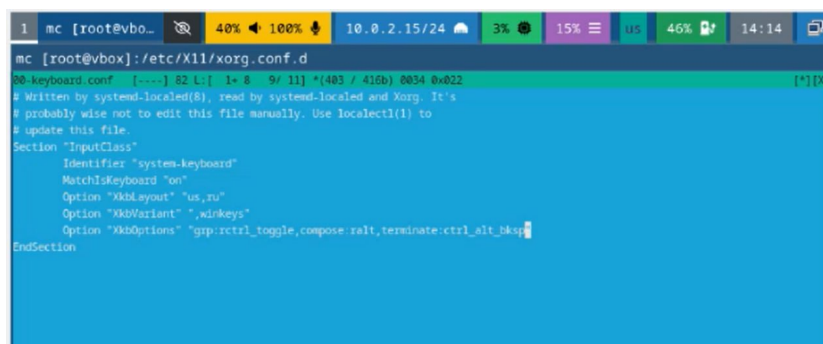 1 mc [root@vbo… 40% 100% 10.0.2.15/24 3% 15% us 46% 14:14
mc [root@vbox]:/etc/X11/xorg.conf.d
00-keyboard.conf [----] 82 L:[ 1+ 8 9/ 11] *(403 / 416b) 0034 0x022 [*][X
# Written by systemd-localed(8), read by systemd-localed and Xorg. It's
# probably wise not to edit this file manually. Use localectl(1) to
# update this file.
Section "InputClass"
Identifier "system-keyboard"
MatchIsKeyboard "on"
Option "XkbLayout" "us,ru"
Option "XkbVariant" ",winkeys"
Option "XkbOptions" "grp:rctrl_toggle,compose:ralt,terminate:ctrl_alt_bksp"
EndSection